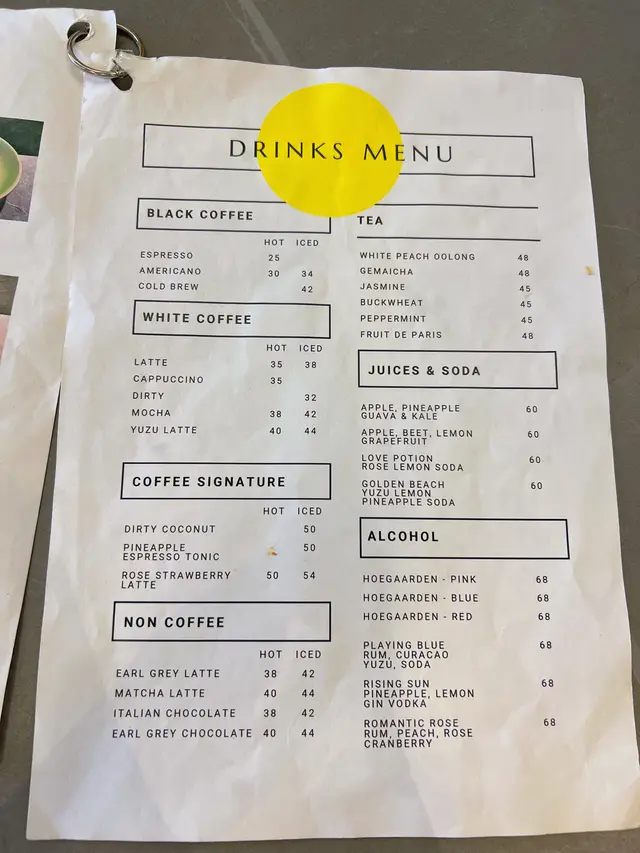 DRINKS MENU
BLACK COFFEE
HOT ICED
ESPRESSO 25
AMERICANO 30 34
COLD BREW 42
WHITE COFFEE
HOT ICED
LATTE 35 38
CAPPUCCINO 35
DIRTY 32
MOCHA 38 42
YUZU LATTE 40 44
COFFEE SIGNATURE
HOT ICED
DIRTY COCONUT 50
PINEAPPLE 50
ESPRESSO TONIC
ROSE STRAWBERRY 50 54
LATTE
NON COFFEE
HOT ICED
EARL GREY LATTE 38 42
MATCHA LATTE 40 44
ITALIAN CHOCOLATE 38 42
EARL GREY CHOCOLATE 40 44
TEA
WHITE PEACH OOLONG 48
GEMAICHA 48
JASMINE 45
BUCKWHEAT 45
PEPPERMINT 45
FRUIT DE PARIS 48
JUICES & SODA
APPLE, PINEAPPLE 60
GUAVA & KALE
APPLE, BEET, LEMON 60
GRAPEFRUIT
LOVE POTION 60
ROSE LEMON SODA
GOLDEN BEACH 60
YUZU LEMON
PINEAPPLE SODA
ALCOHOL
HOEGAARDEN - PINK 68
HOEGAARDEN - BLUE 68
HOEGAARDEN - RED 68
PLAYING BLUE 68
RUM, CURACAO
YUZU, SODA
RISING SUN 68
PINEAPPLE, LEMON
GIN VODKA
ROMANTIC ROSE 68
RUM, PEACH, ROSE
CRANBERRY